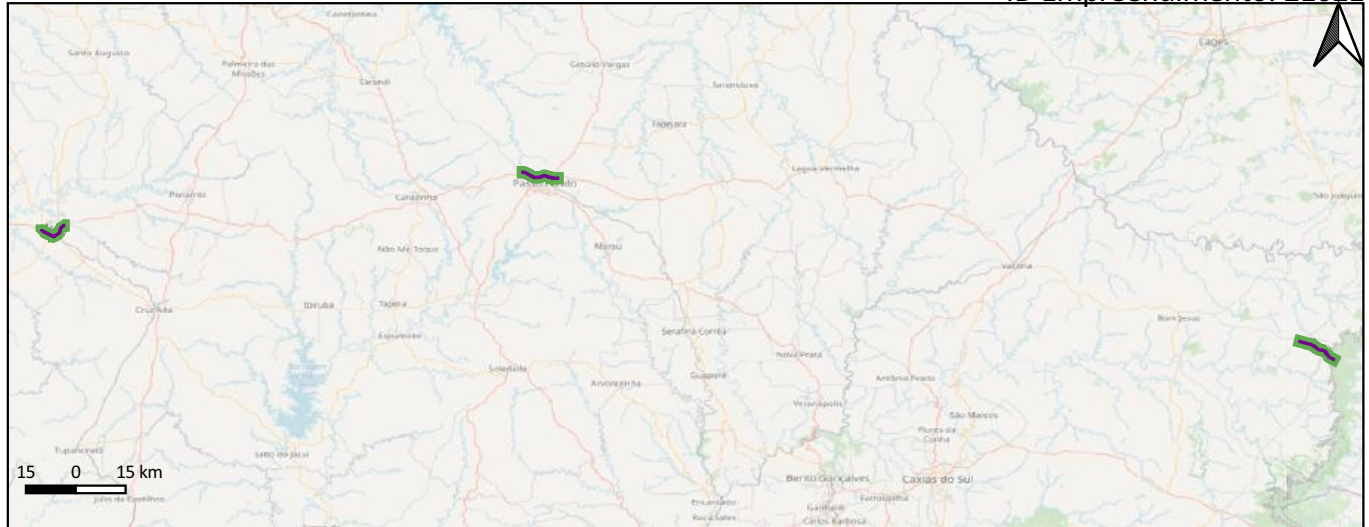 Constantina
Lages
Santo Augusto
Palmeira das
Missões
Getúlio Vargas
Sarandi
Sananduva
Tapejara
Lagoa Vermelha
Passo Fundo
Panambi
Carazinho
São Joaquim
Não-Me-Toque
Marau
Vacaria
Cruz Alta
Ibirubá
Tapera
Bom Jesus
Espumoso
Serafina Corrêa
Nova Prata
Soledade
Arvorezinha
Guaporé
Antônio Prado
Veranópolis
São Marcos
Flores da
Cunha
Tupanciretã
Salto do Jacuí
15 0 15 km
Bento Gonçalves
Caxias do Sul
Júlio de Castilhos
Encantado
Roca Sales
Farroupilha
Garibaldi
Carlos Barbosa